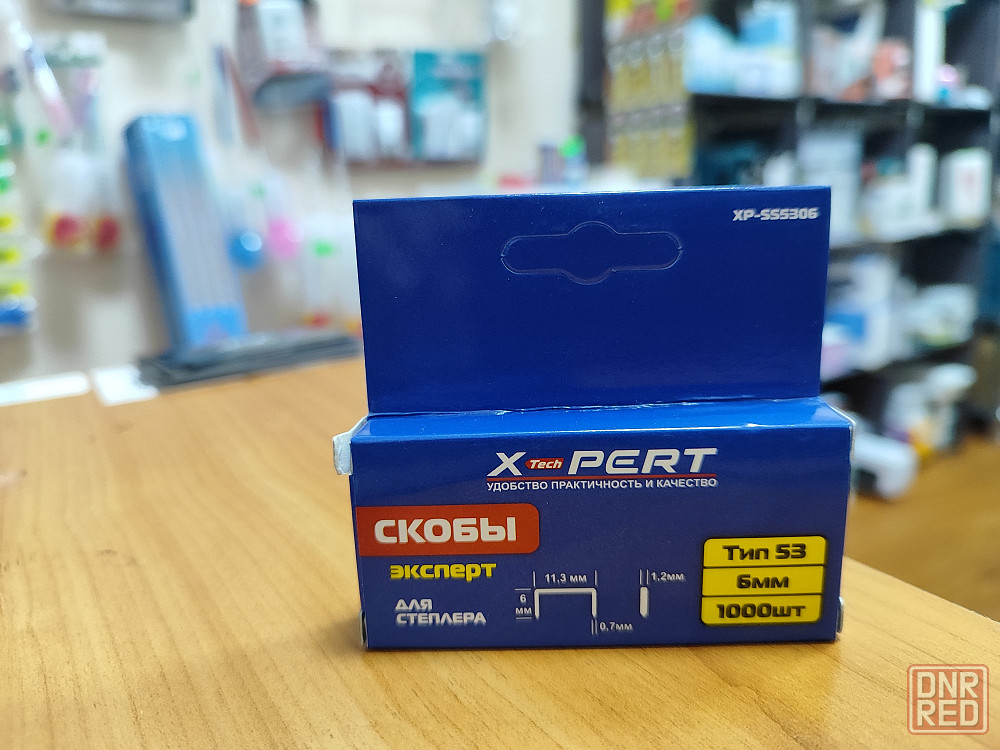 XP-SS5306
X Tech PERT
УДОБСТВО ПРАКТИЧНОСТЬ И КАЧЕСТВО
СКОБЫ
эксперт
для
степлера
11,3 мм
6
мм
0,7мм
1,2мм
Тип 53
6мм
1000шт
DNR
RED